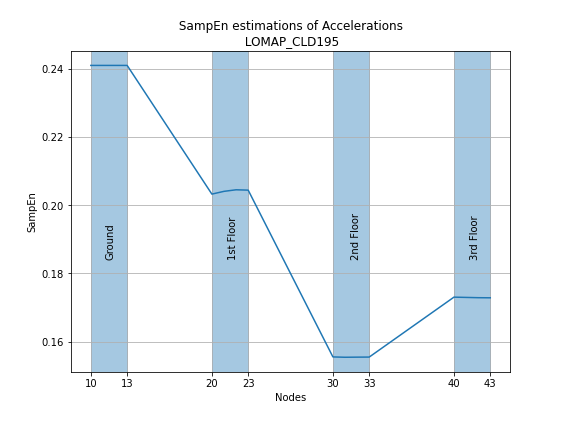 SampEn estimations of Accelerations
LOMAP_CLD195
0.24
0.22
0.20
0.18
0.16
SampEn
Ground
1st Floor
2nd Floor
3rd Floor
10 13 20 23 30 33 40 43
Nodes